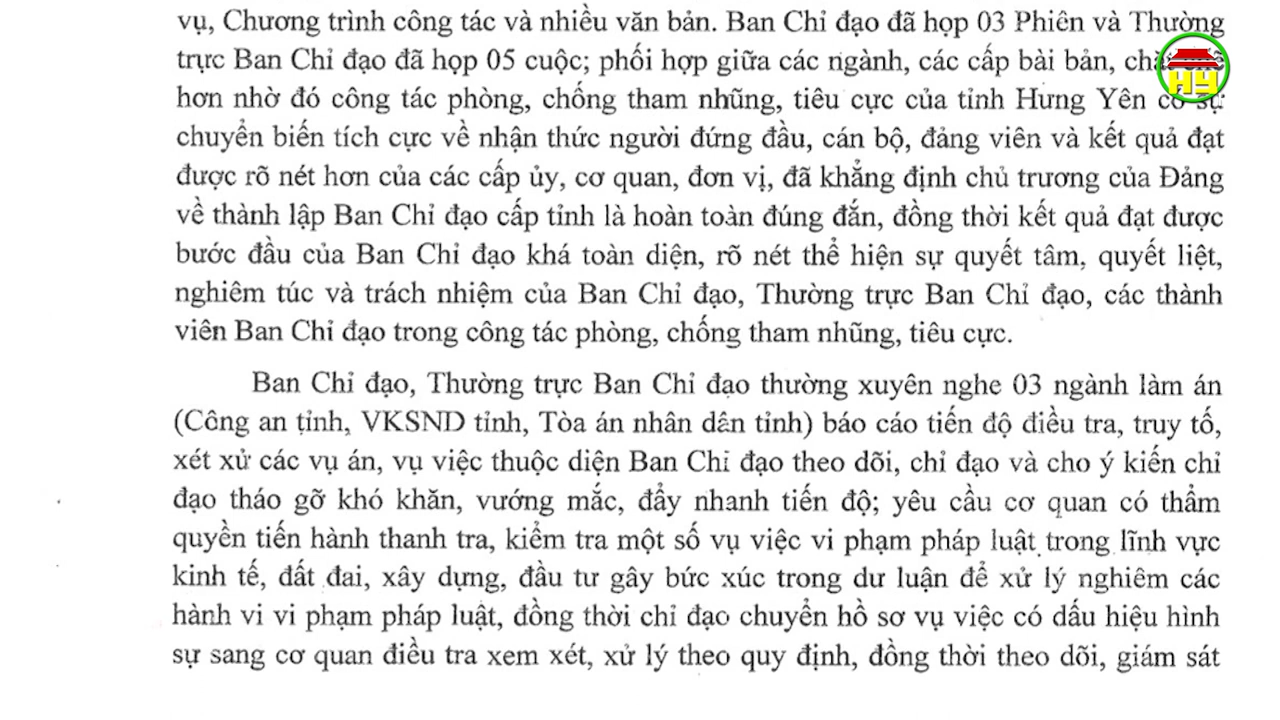 vụ, Chương trình công tác và nhiều văn bản. Ban Chỉ đạo đã họp 03 Phiên và Thường
trực Ban Chỉ đạo đã họp 05 cuộc; phối hợp giữa các ngành, các cấp bài bản, chặt chẽ
hơn nhờ đó công tác phòng, chống tham nhũng, tiêu cực của tỉnh Hưng Yên có sự
chuyển biến tích cực về nhận thức người đứng đầu, cán bộ, đảng viên và kết quả đạt
được rõ nét hơn của các cấp ủy, cơ quan, đơn vị, đã khẳng định chủ trương của Đảng
về thành lập Ban Chỉ đạo cấp tỉnh là hoàn toàn đúng đắn, đồng thời kết quả đạt được
bước đầu của Ban Chỉ đạo khá toàn diện, rõ nét thể hiện sự quyết tâm, quyết liệt,
nghiêm túc và trách nhiệm của Ban Chỉ đạo, Thường trực Ban Chỉ đạo, các thành
viên Ban Chỉ đạo trong công tác phòng, chống tham nhũng, tiêu cực.
Ban Chỉ đạo, Thường trực Ban Chỉ đạo thường xuyên nghe 03 ngành làm án
(Công an tỉnh, VKSND tỉnh, Tòa án nhân dân tỉnh) báo cáo tiến độ điều tra, truy tố,
xét xử các vụ án, vụ việc thuộc diện Ban Chỉ đạo theo dõi, chỉ đạo và cho ý kiến chỉ
đạo tháo gỡ khó khăn, vướng mắc, đẩy nhanh tiến độ; yêu cầu cơ quan có thẩm
quyền tiến hành thanh tra, kiểm tra một số vụ việc vi phạm pháp luật trong lĩnh vực
kinh tế, đất đai, xây dựng, đầu tư gây bức xúc trong dư luận để xử lý nghiêm các
hành vi vi phạm pháp luật, đồng thời chỉ đạo chuyển hồ sơ vụ việc có dấu hiệu hình
sự sang cơ quan điều tra xem xét, xử lý theo quy định, đồng thời theo dõi, giám sát
HY